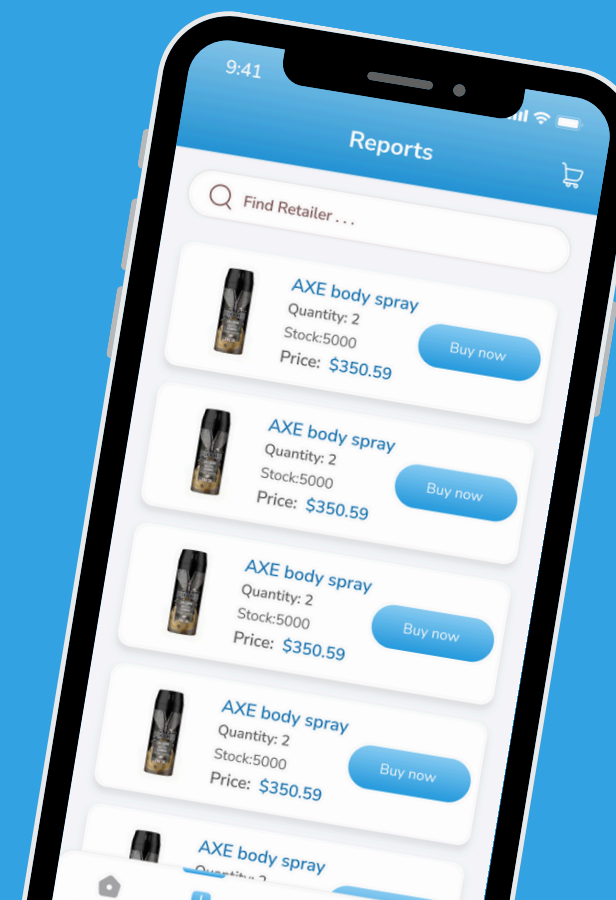 9:41
Reports
Find Retailer . . .
AXE body spray
Quantity: 2
Stock:5000
Price: $350.59
Buy now
AXE body spray
Quantity: 2
Stock:5000
Price: $350.59
Buy now
AXE body spray
Quantity: 2
Stock:5000
Price: $350.59
Buy now
AXE body spray
Quantity: 2
Stock:5000
Price: $350.59
Buy now
AXE body spray
Quantity: 2